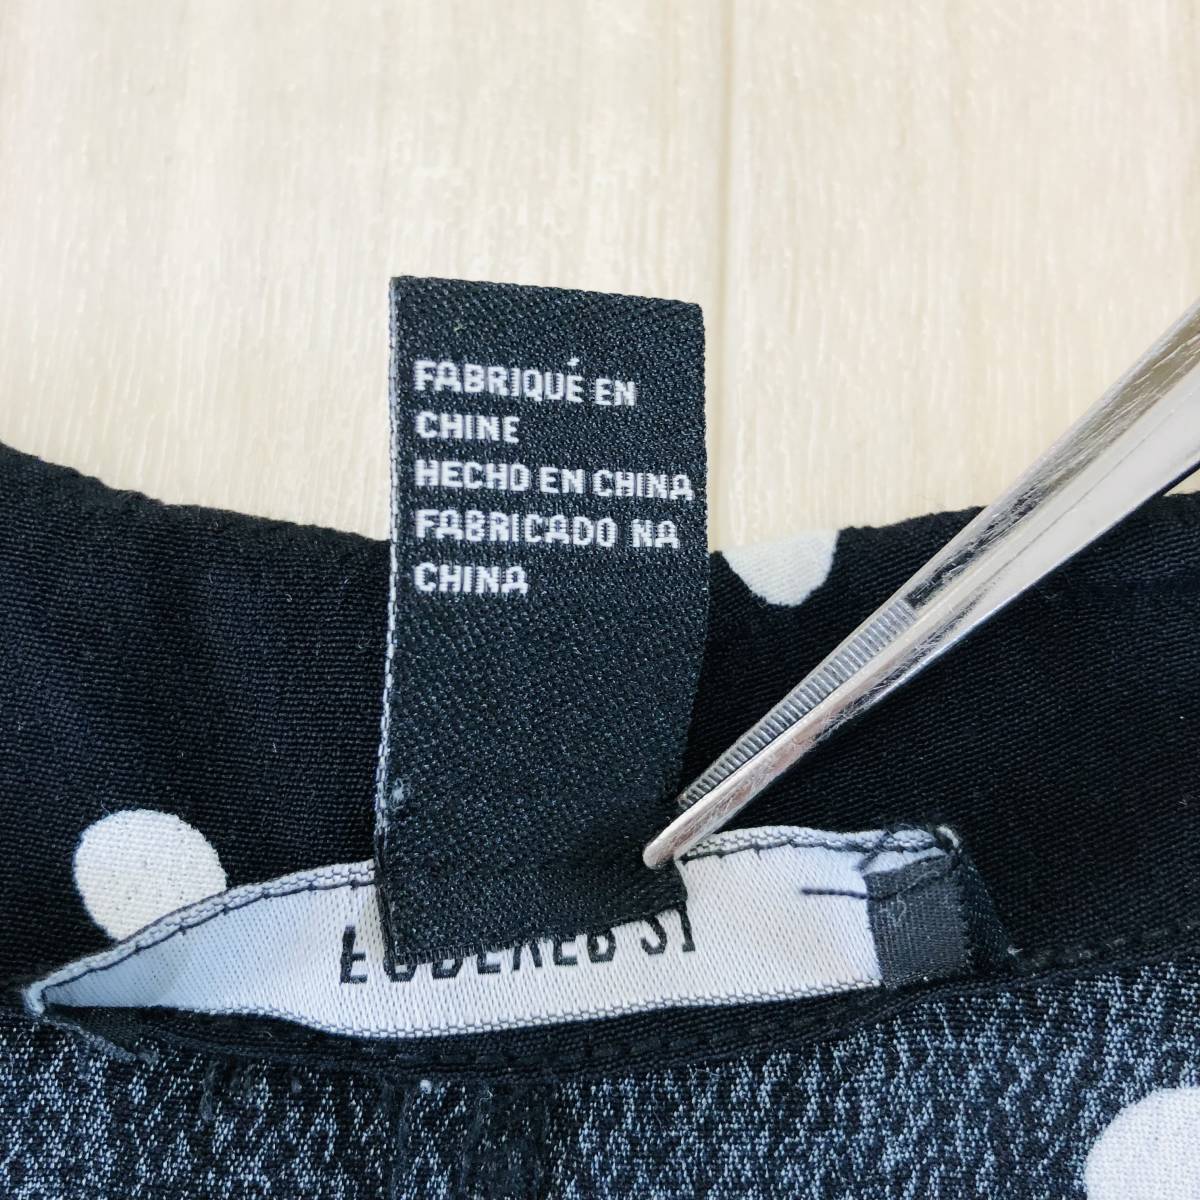 FABRIQUÉ EN
CHINE
HECHO EN CHINA
FABRICADO NA
CHINA